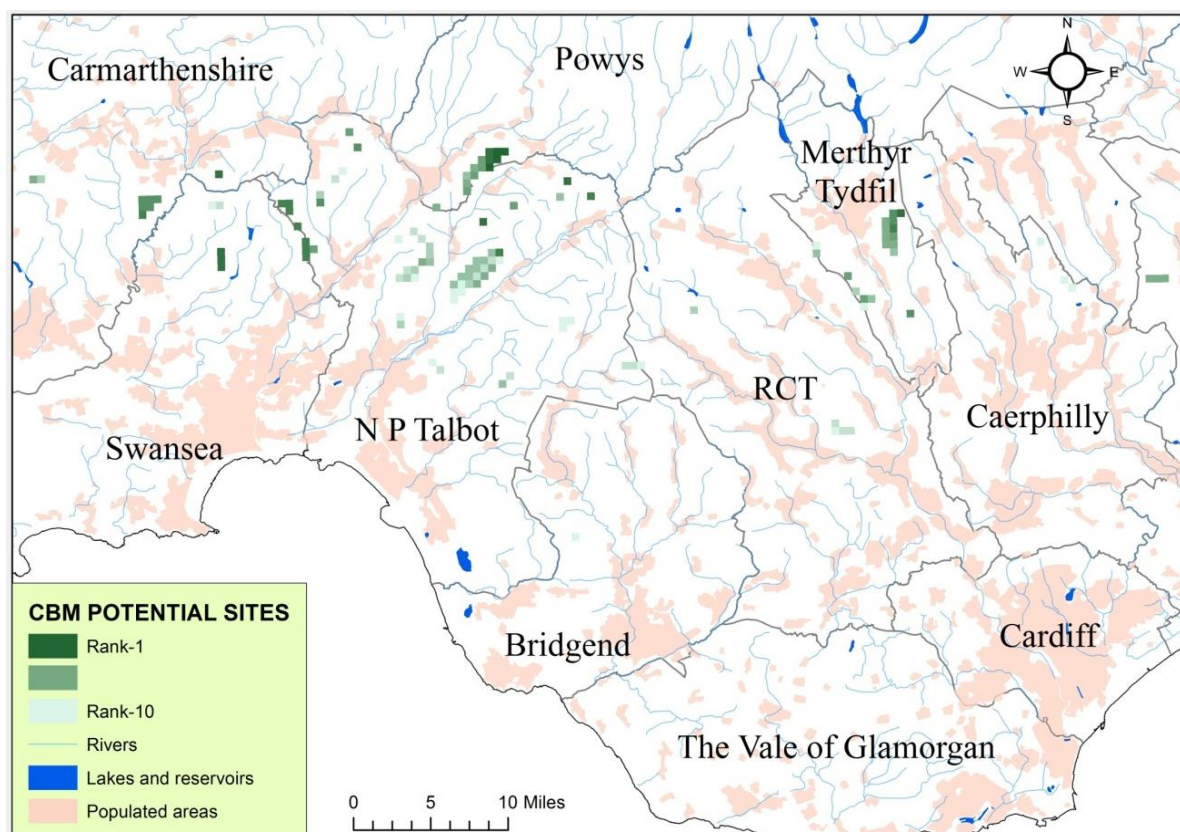 Carmarthenshire
Powys
N
W E
S
Merthyr
Tydfil
RCT
N P Talbot
Caerphilly
Swansea
CBM POTENTIAL SITES
Rank-1
Rank-10
Rivers
Lakes and reservoirs
Populated areas
Bridgend
Cardiff
The Vale of Glamorgan
0 5 10 Miles